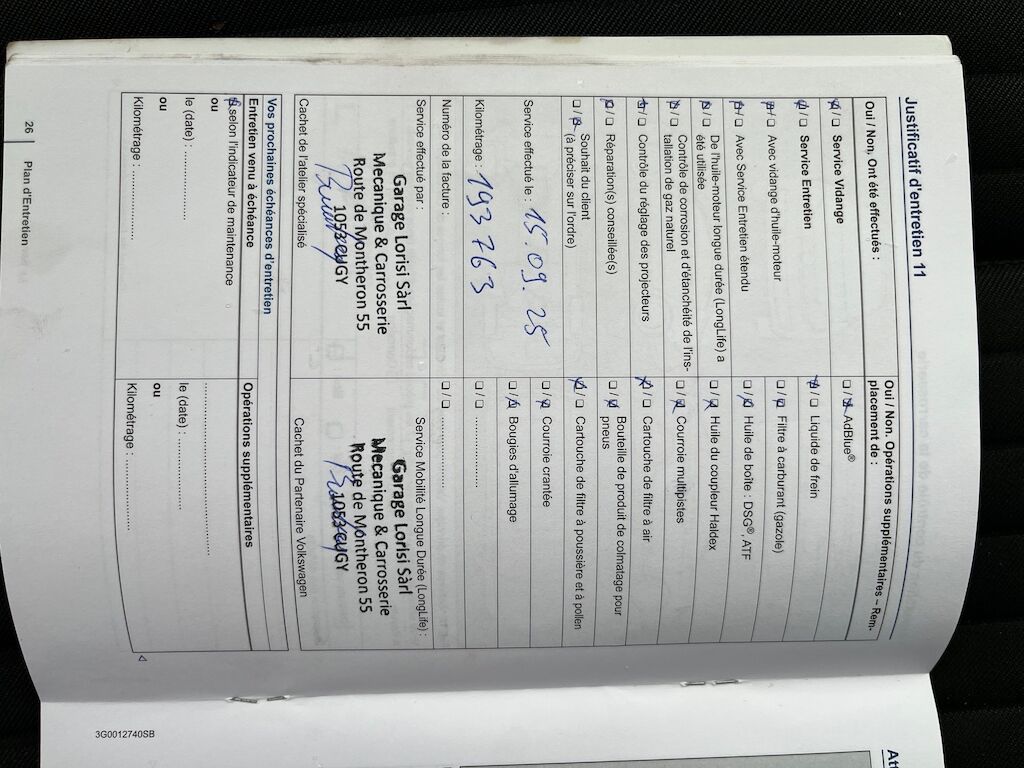 Justificatif d'entretien 11
Oui / Non, Ont été effectués :
Service Vidange
Service Entretien
Avec vidange d'huile-moteur
Avec Service Entretien étendu
De l'huile-moteur longue durée (LongLife) a
été utilisée
Contrôle de corrosion et d'étanchéité de l'ins-
tallation de gaz naturel
Contrôle du réglage des projecteurs
Réparation(s) conseillée(s)
Souhait du client
(à préciser sur l'ordre)
Service effectué le : 15.09.25
Kilométrage : 193763
Numéro de la facture :
Service effectué par :
Garage Lorisi Sàrl
Mecanique & Carrosserie
Route de Montheron 55
1053 CUGY
Cachet de l'atelier spécialisé
Oui / Non. Opérations supplémentaires – Rem-
placement de :
AdBlue®
Liquide de frein
Filtre à carburant (gazole)
Huile de boîte : DSG®, ATF
Huile du coupleur Haldex
Courroie multipistes
Cartouche de filtre à air
Bouteille de produit de colmatage pour
pneus
Cartouche de filtre à poussière et à pollen
Courroie crantée
Bougies d'allumage
Service Mobilité Longue Durée (LongLife) :
Garage Lorisi Sàrl
Mecanique & Carrosserie
Route de Montheron 55
1053 CUGY
Cachet du Partenaire Volkswagen
Vos prochaines échéances d'entretien
Entretien venu à échéance
selon l'indicateur de maintenance
ou
le (date) : ....................
ou
Kilométrage : ....................
Opérations supplémentaires
........................................
le (date) : ....................
ou
Kilométrage : ....................
26 Plan d'Entretien
3G0012740SB